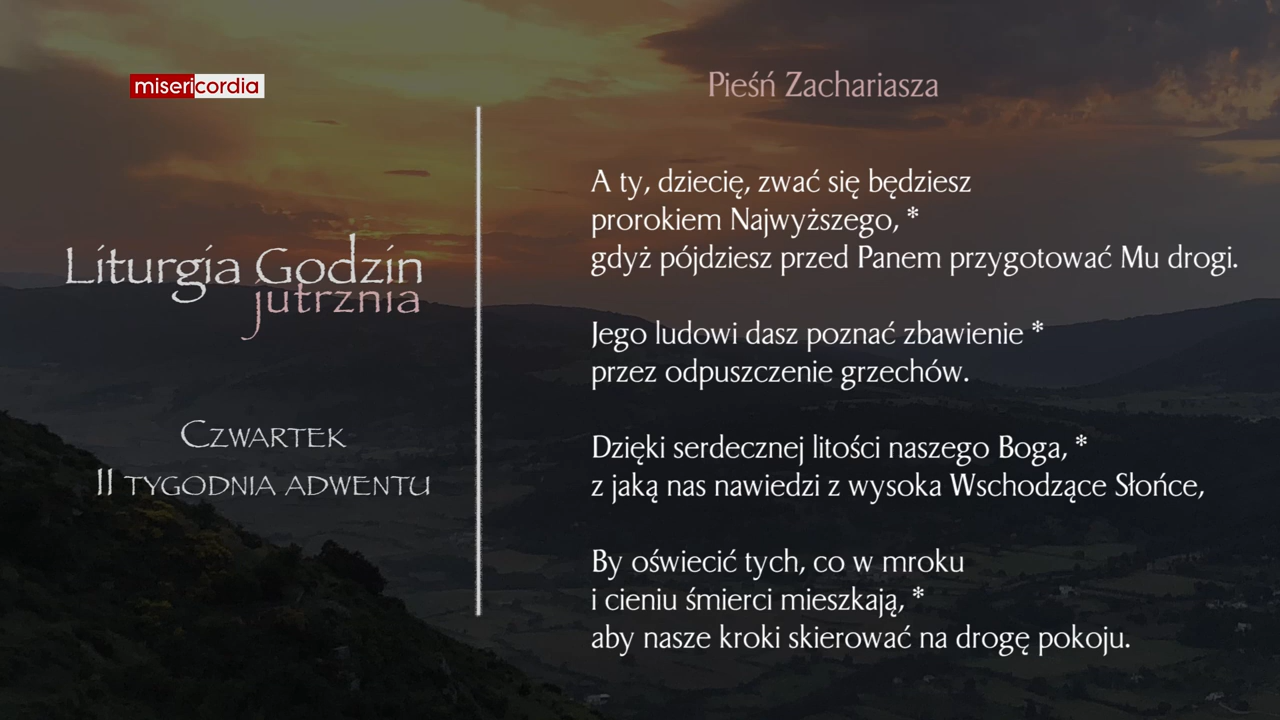 misericordia
Liturgia Godzin
jutrznia
Czwartek
II tygodnia adwentu
Pieśń Zachariasza
A ty, dziecię, zwać się będziesz
prorokiem Najwyższego, *
gdyż pójdziesz przed Panem przygotować Mu drogi.
Jego ludowi dasz poznać zbawienie *
przez odpuszczenie grzechów.
Dzięki serdecznej litości naszego Boga, *
z jaką nas nawiedzi z wysoka Wschodzące Słońce,
By oświecić tych, co w mroku
i cieniu śmierci mieszkają, *
aby nasze kroki skierować na drogę pokoju.